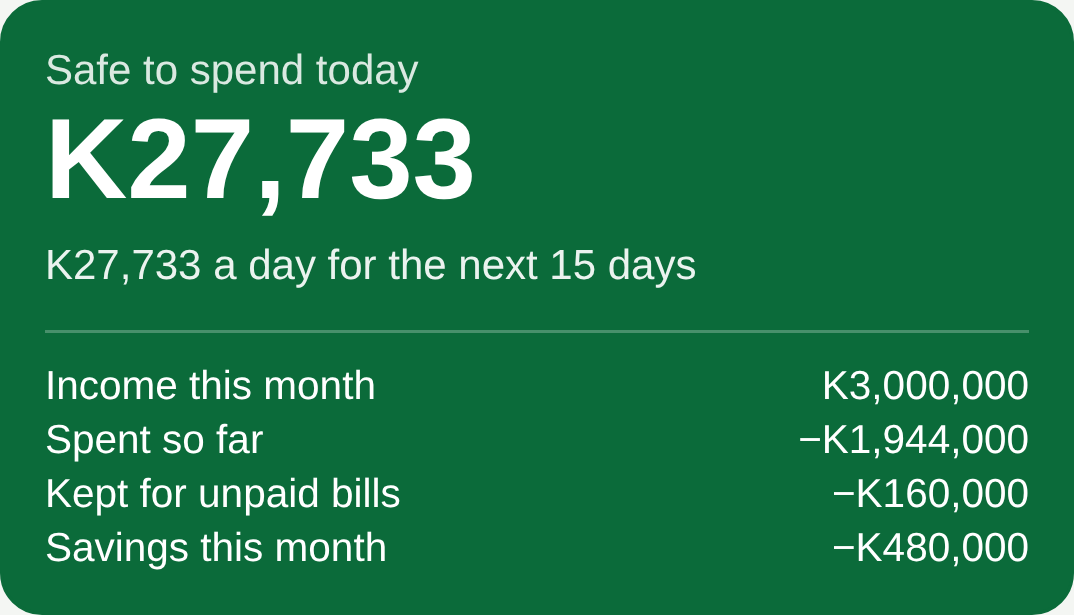 Safe to spend today
K27,733
K27,733 a day for the next 15 days
Income this month K3,000,000
Spent so far −K1,944,000
Kept for unpaid bills −K160,000
Savings this month −K480,000